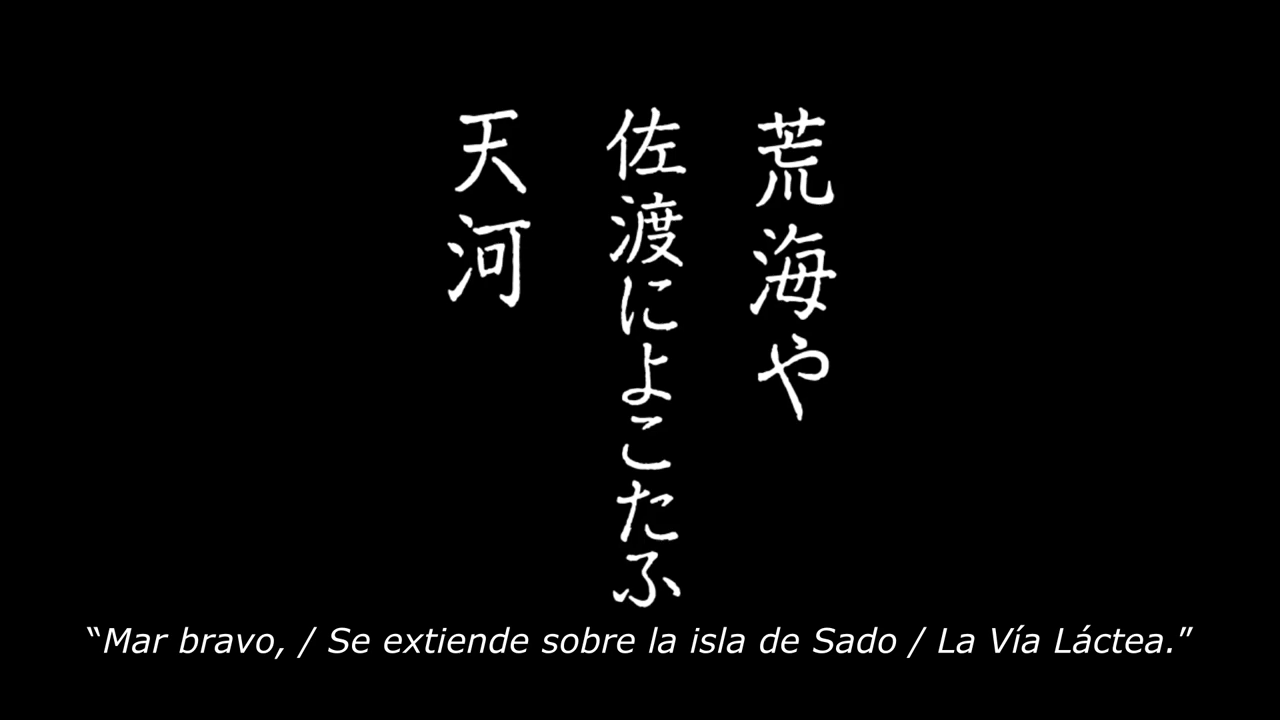 荒海や
佐渡によこたふ
天河
“Mar bravo, / Se extiende sobre la isla de Sado / La Vía Láctea.”